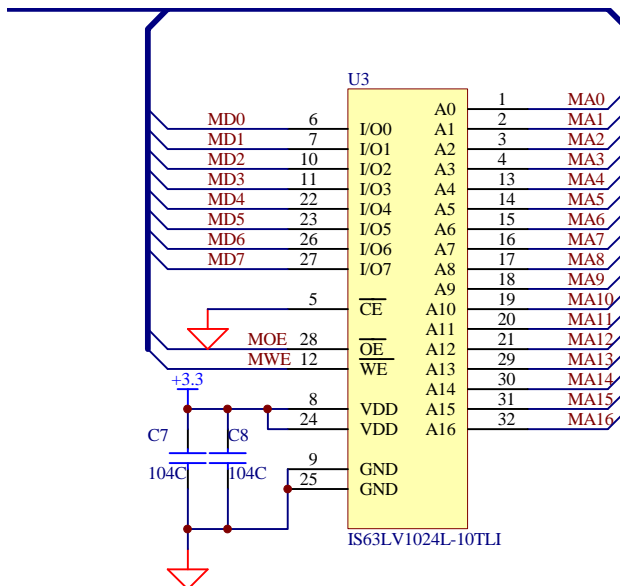 U3
MD0 6 I/O0
MD1 7 I/O1
MD2 10 I/O2
MD3 11 I/O3
MD4 22 I/O4
MD5 23 I/O5
MD6 26 I/O6
MD7 27 I/O7
5 CE
MOE 28 OE
MWE 12 WE
+3.3
8 VDD
24 VDD
9 GND
25 GND
C7 C8
104C 104C
A0 1 MA0
A1 2 MA1
A2 3 MA2
A3 4 MA3
A4 13 MA4
A5 14 MA5
A6 15 MA6
A7 16 MA7
A8 17 MA8
A9 18 MA9
A10 19 MA10
A11 20 MA11
A12 21 MA12
A13 29 MA13
A14 30 MA14
A15 31 MA15
A16 32 MA16
IS63LV1024L-10TLI